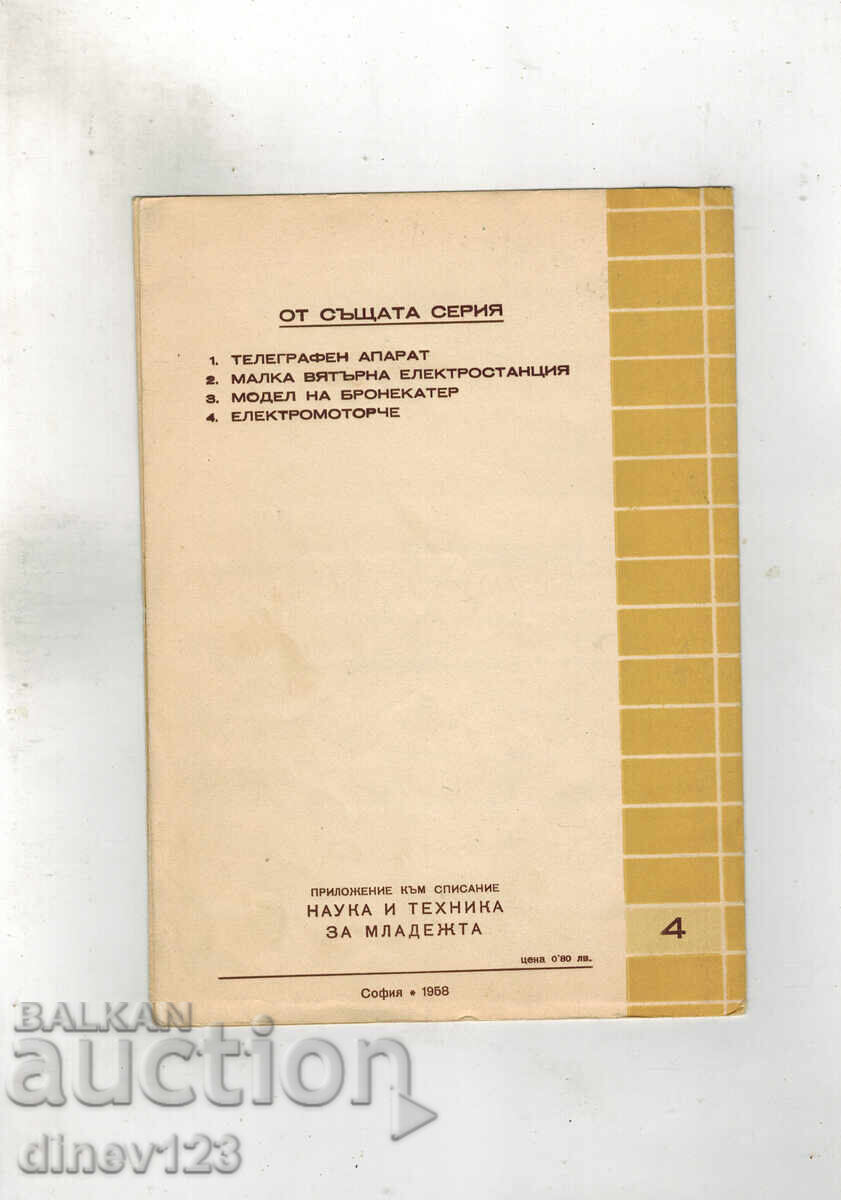 ОТ СЪЩАТА СЕРИЯ
1. ТЕЛЕГРАФЕН АПАРАТ
2. МАЛКА ВЯТЪРНА ЕЛЕКТРОСТАНЦИЯ
3. МОДЕЛ НА БРОНЕКАТЕР
4. ЕЛЕКТРОМОТОРЧЕ
ПРИЛОЖЕНИЕ КЪМ СПИСАНИЕ
НАУКА И ТЕХНИКА
ЗА МЛАДЕЖТА
4
цена 0'80 лв.
София * 1958
BALKAN
auction
dinev123